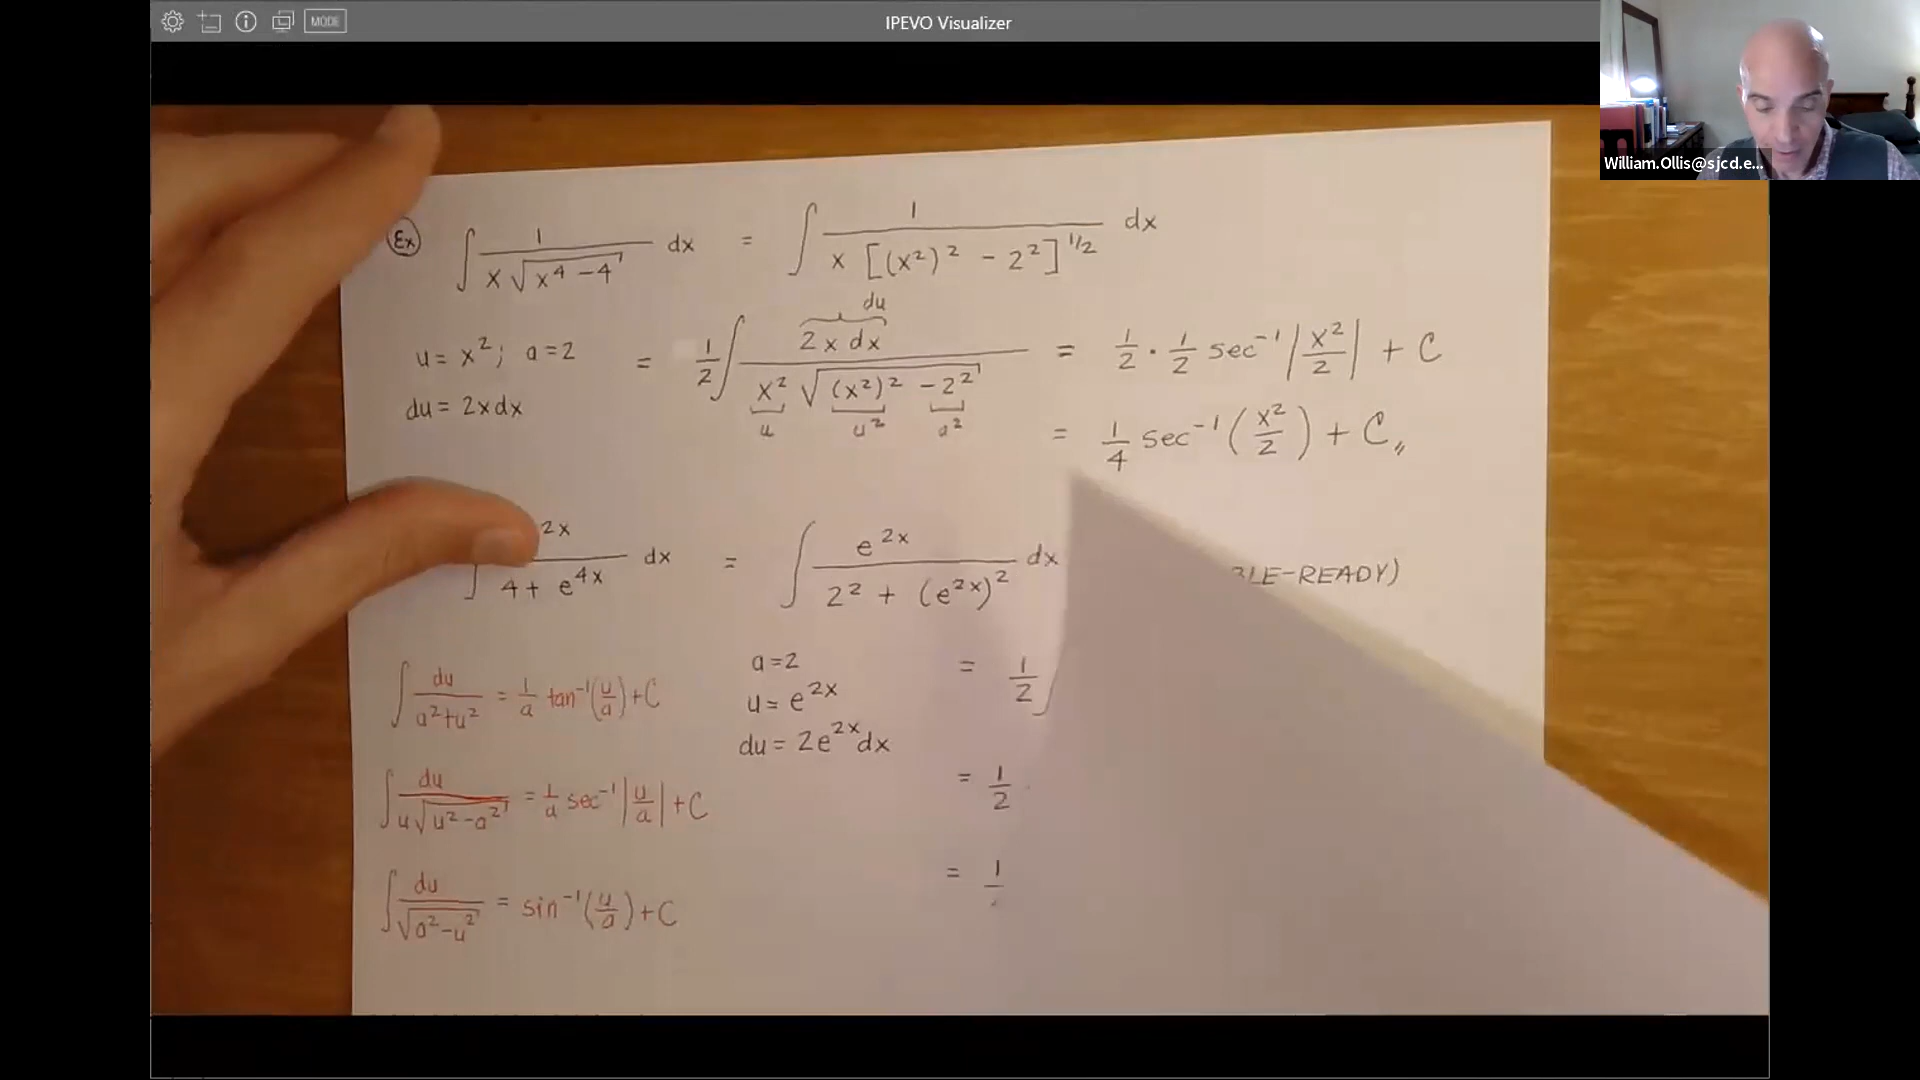 MODE
IPEVO Visualizer
William.Ollis@sjcd.e...
Ex ∫ 1 / x √(x⁴ - 4) dx = ∫ 1 / x [(x²)² - 2²]^1/2 dx
du
u = x² ; a = 2 = 1/2 ∫ 2x dx / x² √((x²)² - 2²) = 1/2 · 1/2 sec⁻¹ |x²/2| + C
du = 2x dx u u² a² = 1/4 sec⁻¹ (x²/2) + C,,
∫ 2x / 4 + e^4x dx = ∫ e^2x / 2² + (e^2x)² dx BLE-READY)
a = 2 = 1/2 ∫
∫ du / a² + u² = 1/a tan⁻¹ (u/a) + C u = e^2x
du = 2e^2x dx
∫ du / u √(u² - a²) = 1/a sec⁻¹ |u/a| + C = 1/2 ·
∫ du / √(a² - u²) = sin⁻¹ (u/a) + C = 1